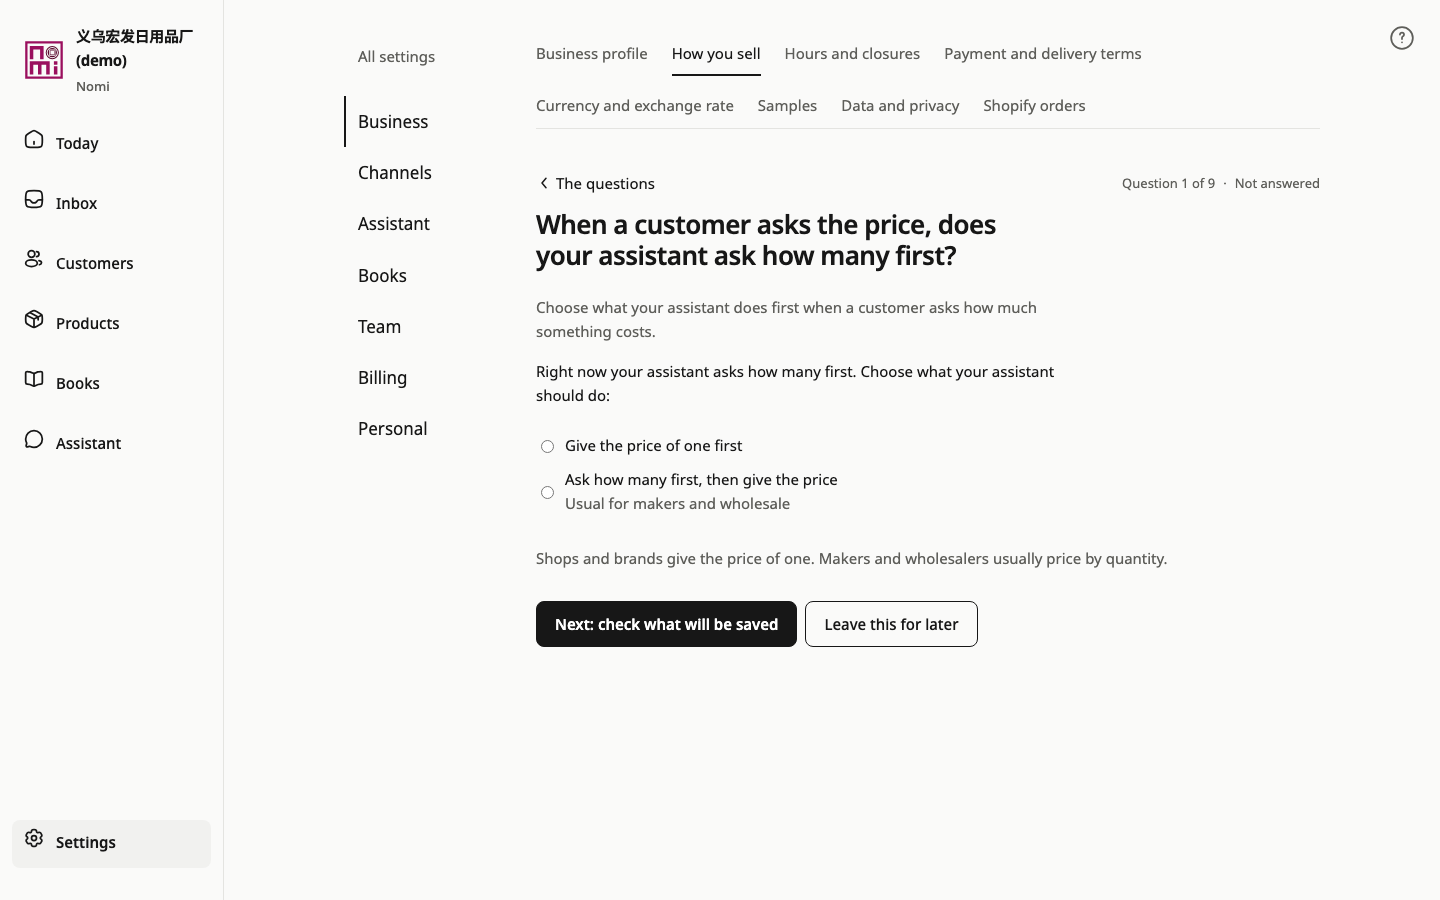 义乌宏发日用品厂
(demo)
Nomi
Today
Inbox
Customers
Products
Books
Assistant
Settings
All settings
Business
Channels
Assistant
Books
Team
Billing
Personal
Business profile
How you sell
Hours and closures
Payment and delivery terms
Currency and exchange rate
Samples
Data and privacy
Shopify orders
The questions
Question 1 of 9 · Not answered
When a customer asks the price, does
your assistant ask how many first?
Choose what your assistant does first when a customer asks how much
something costs.
Right now your assistant asks how many first. Choose what your assistant
should do:
Give the price of one first
Ask how many first, then give the price
Usual for makers and wholesale
Shops and brands give the price of one. Makers and wholesalers usually price by quantity.
Next: check what will be saved
Leave this for later